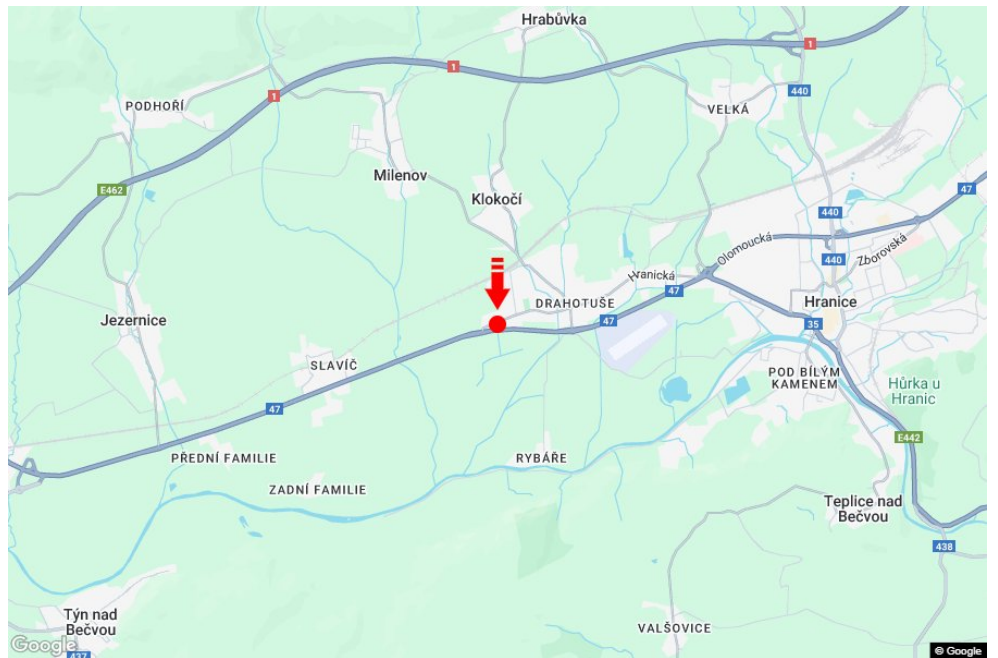 Hrabůvka
1
1
1
440
PODHOŘÍ
VELKÁ
Milenov
E462
47
Klokočí
440
Olomoucká
Zborovská
440
Hranická
47
DRAHOTUŠE
Hranice
Jezernice
47
35
SLAVÍČ
POD BÍLÝM
KAMENEM
Hůrka u
Hranic
47
E442
PŘEDNÍ FAMILIE
RYBÁŘE
ZADNÍ FAMILIE
Teplice nad
Bečvou
438
Týn nad
Bečvou
VALŠOVICE
Google
437
© Google